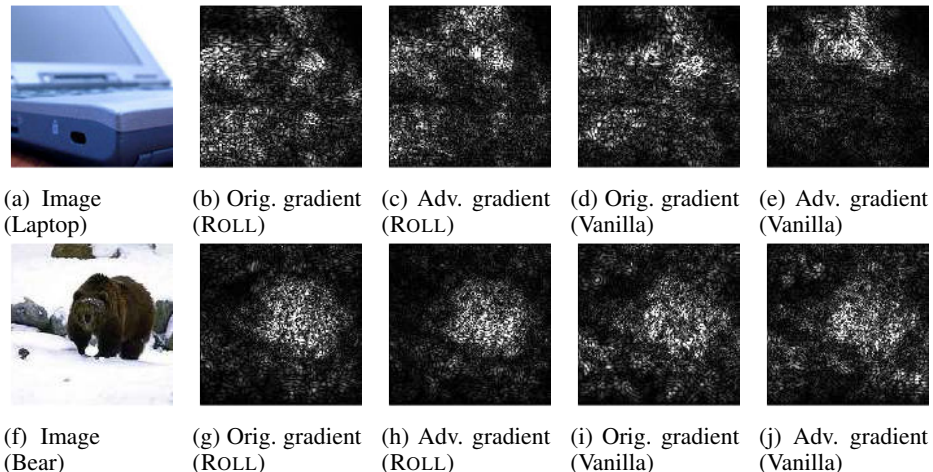 (a) Image
(Laptop)
(b) Orig. gradient
(ROLL)
(c) Adv. gradient
(ROLL)
(d) Orig. gradient
(Vanilla)
(e) Adv. gradient
(Vanilla)
(f) Image
(Bear)
(g) Orig. gradient
(ROLL)
(h) Adv. gradient
(ROLL)
(i) Orig. gradient
(Vanilla)
(j) Adv. gradient
(Vanilla)